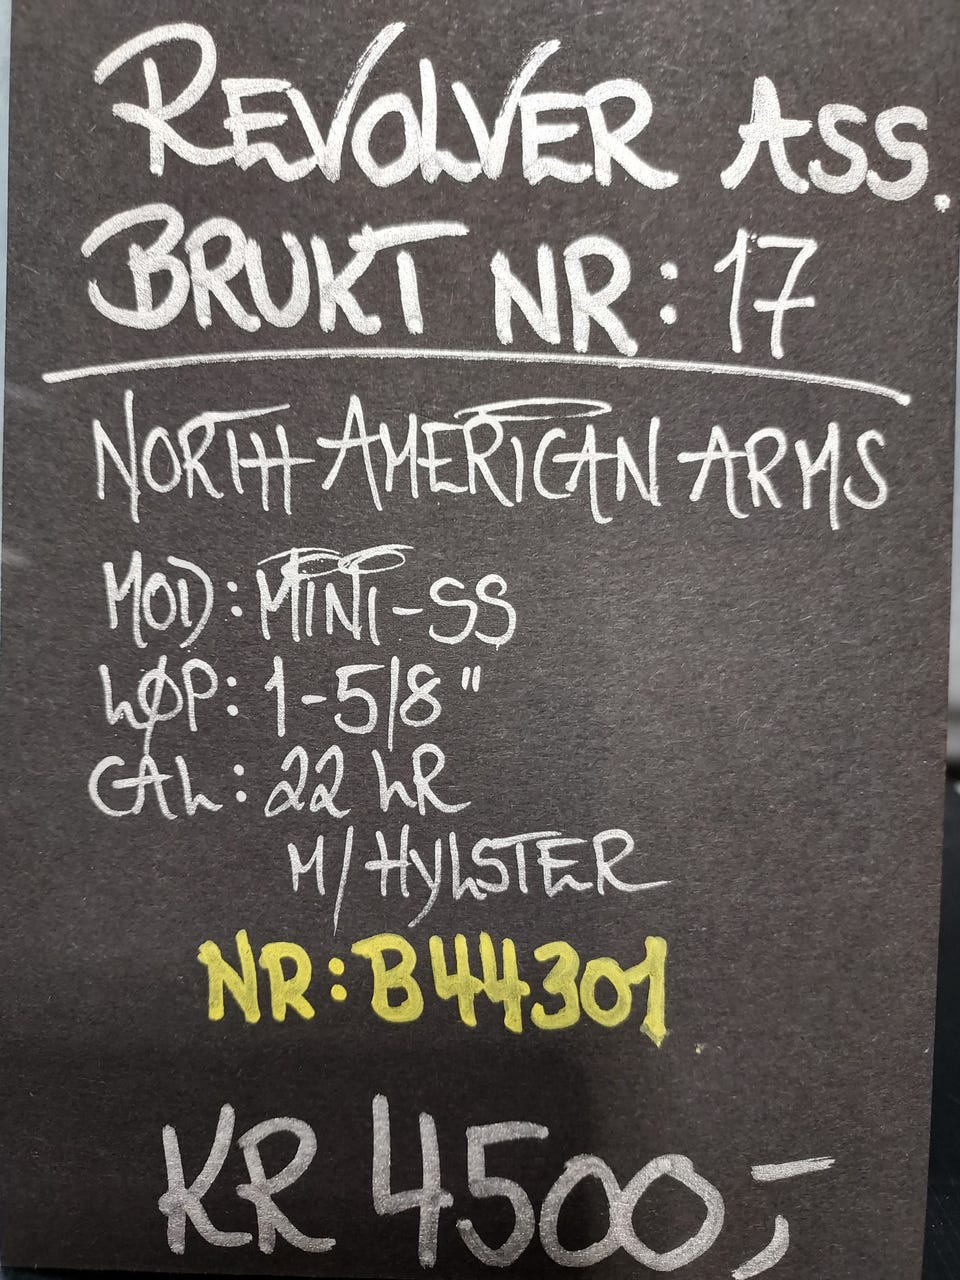 REVOLVER ASS.
BRUKT NR: 17
NORTH AMERICAN ARMS
MOD: MINI-SS
LØP: 1-5/8"
CAL: 22 LR
M/HYLSTER
NR: B44301
KR 4500,-